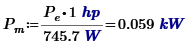 P_m := P_e • 1 hp / 745.7 W = 0.059 kW